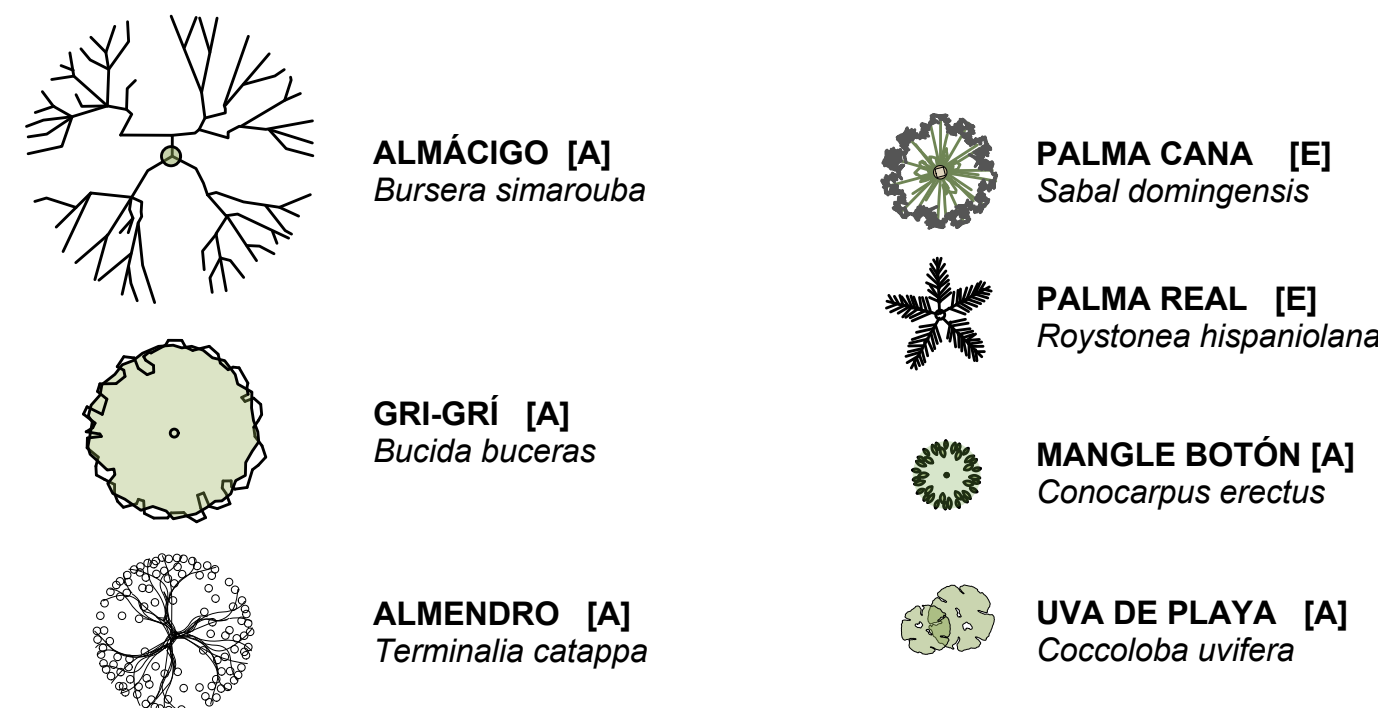 ALMÁCIGO [A]
Bursera simarouba
GRI-GRÍ [A]
Bucida buceras
ALMENDRO [A]
Terminalia catappa
PALMA CANA [E]
Sabal domingensis
PALMA REAL [E]
Roystonea hispaniolana
MANGLE BOTÓN [A]
Conocarpus erectus
UVA DE PLAYA [A]
Coccoloba uvifera